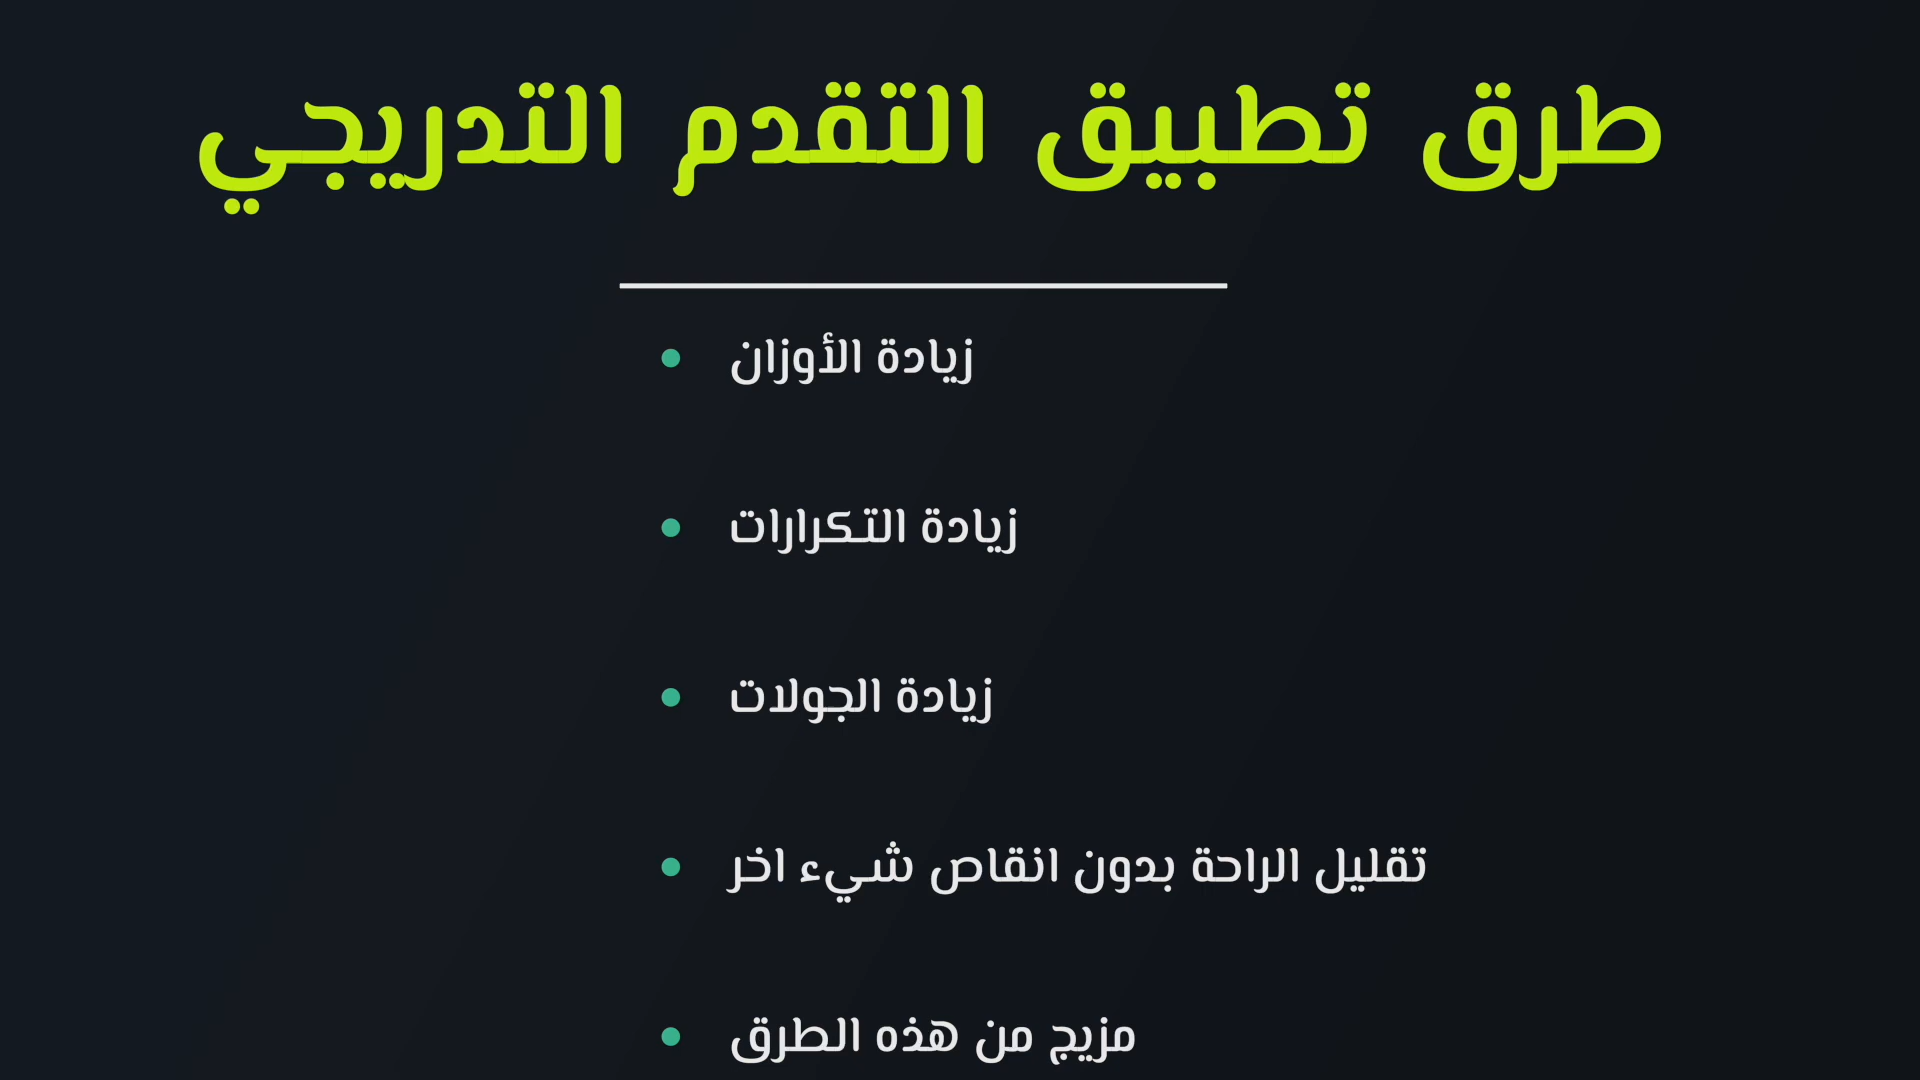 طرق تطبيق التقدم التدريجي
زيادة الأوزان
زيادة التكرارات
زيادة الجولات
تقليل الراحة بدون انقاص شيء اخر
مزيج من هذه الطرق